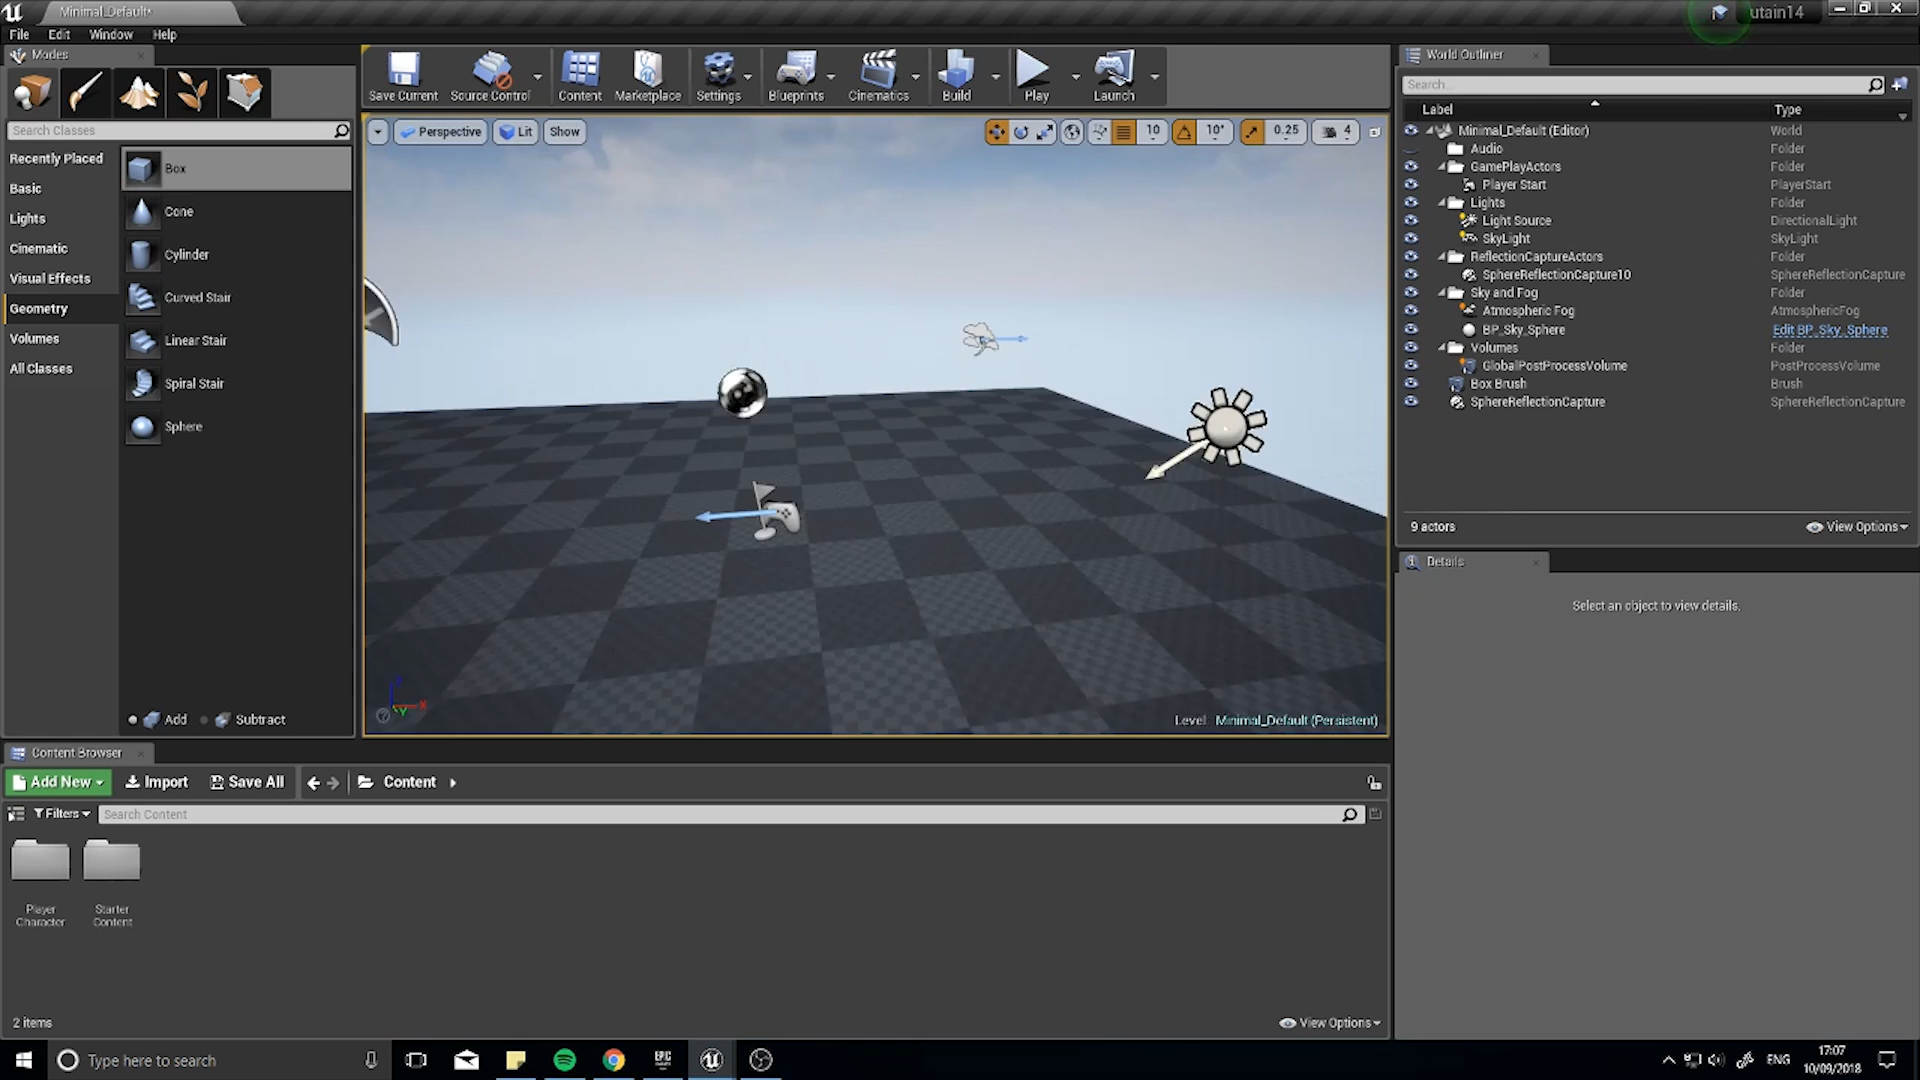 Minimal_Default*
utain14
File Edit Window Help
Modes
Search Classes
Recently Placed
Basic
Lights
Cinematic
Visual Effects
Geometry
Volumes
All Classes
Box
Cone
Cylinder
Curved Stair
Linear Stair
Spiral Stair
Sphere
Add Subtract
Save Current Source Control Content Marketplace Settings Blueprints Cinematics Build Play Launch
Perspective Lit Show
10 10° 0.25 4
Z
X
Y
Level: Minimal_Default (Persistent)
World Outliner
Search...
Label Type
Minimal_Default (Editor) World
Audio Folder
GamePlayActors Folder
Player Start PlayerStart
Lights Folder
Light Source DirectionalLight
SkyLight SkyLight
ReflectionCaptureActors Folder
SphereReflectionCapture10 SphereReflectionCapture
Sky and Fog Folder
Atmospheric Fog AtmosphericFog
BP_Sky_Sphere Edit BP_Sky_Sphere
Volumes Folder
GlobalPostProcessVolume PostProcessVolume
Box Brush Brush
SphereReflectionCapture SphereReflectionCapture
9 actors View Options
Details
Select an object to view details.
Content Browser
Add New Import Save All Content
Filters Search Content
Player
Character
Starter
Content
2 items View Options
Type here to search
EPIC
GAMES
ENG
17:07
10/09/2018